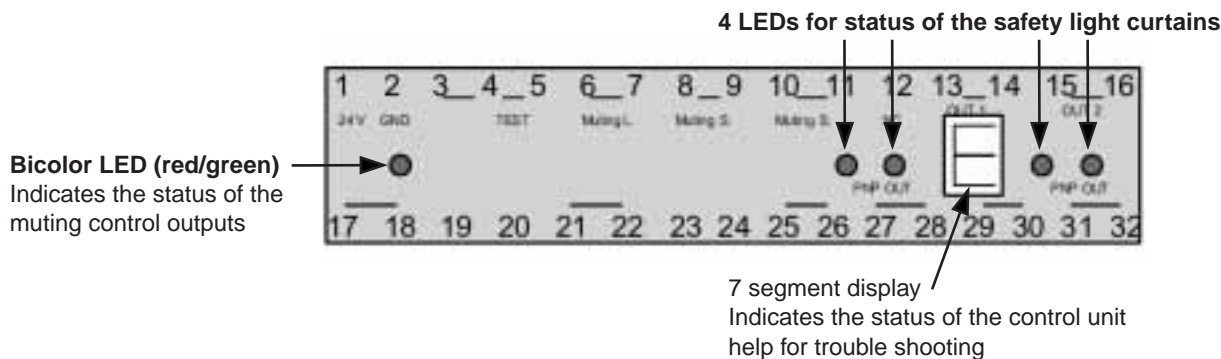 4 LEDs for status of the safety light curtains
1 2 3 4 5 6 7 8 9 10 11 12 13 14 15 16
24V GND TEST Muting L. Muting S. Muting S. OUT 1 OUT 2
Bicolor LED (red/green)
Indicates the status of the
muting control outputs
PNP OUT PNP OUT
17 18 19 20 21 22 23 24 25 26 27 28 29 30 31 32
7 segment display
Indicates the status of the control unit
help for trouble shooting